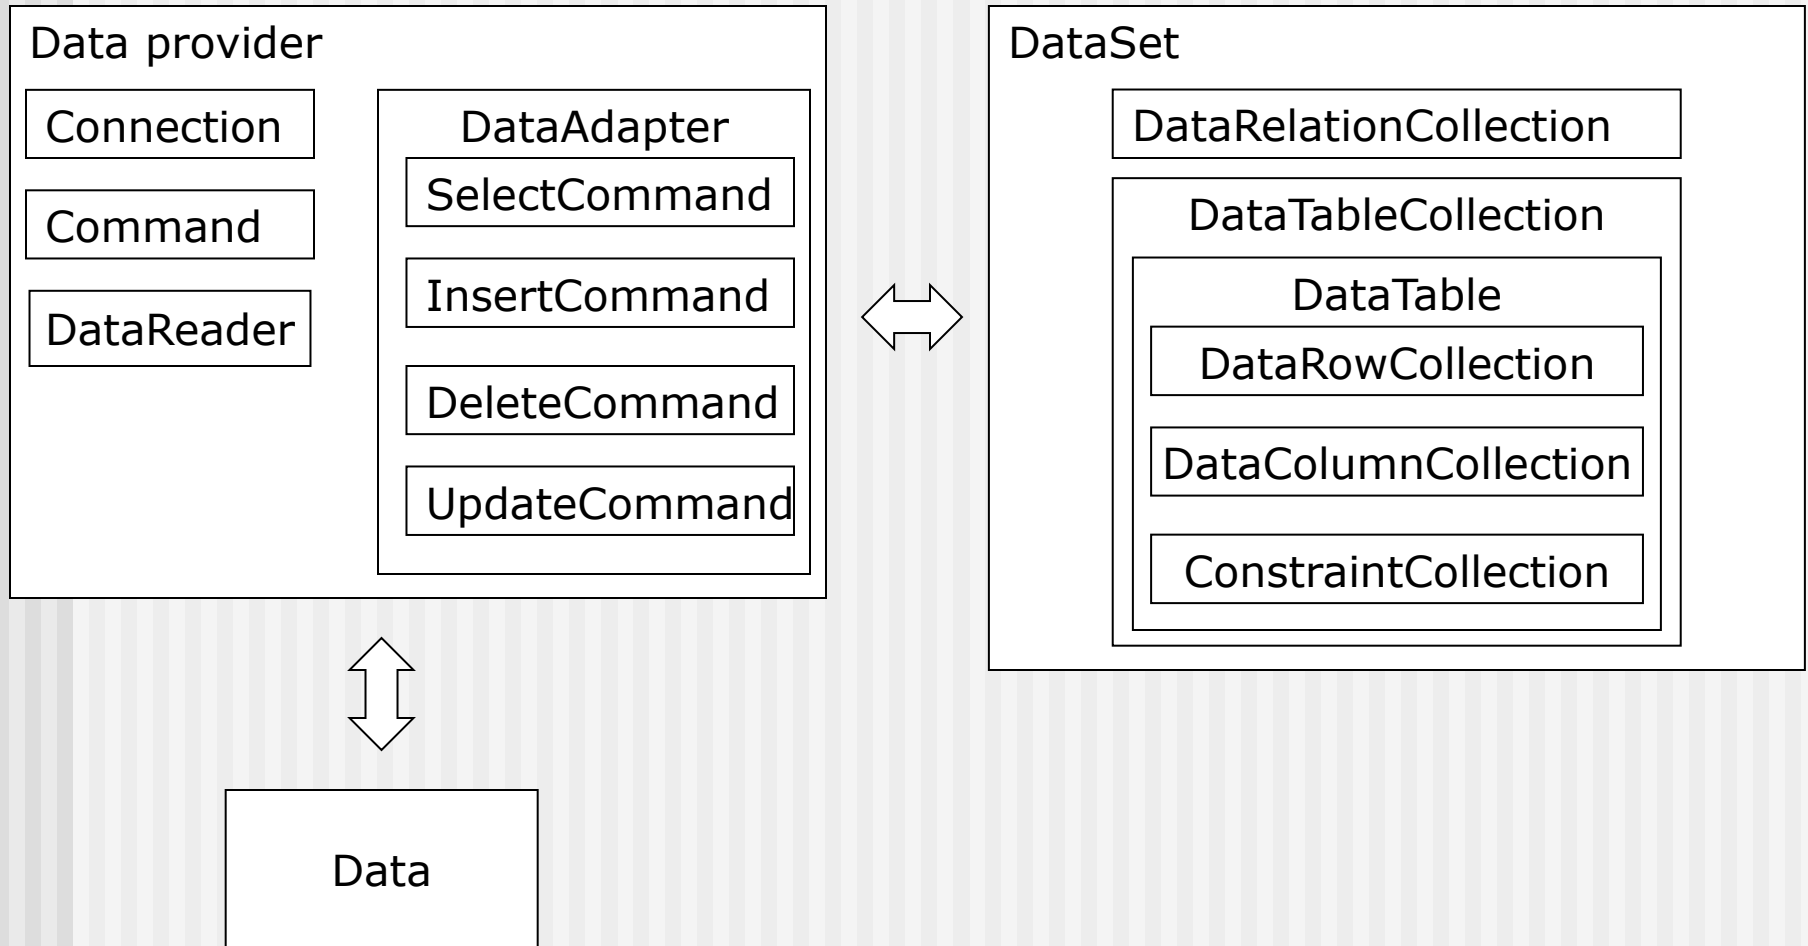 Data provider
Connection
Command
DataReader
DataAdapter
SelectCommand
InsertCommand
DeleteCommand
UpdateCommand
DataSet
DataRelationCollection
DataTableCollection
DataTable
DataRowCollection
DataColumnCollection
ConstraintCollection
Data